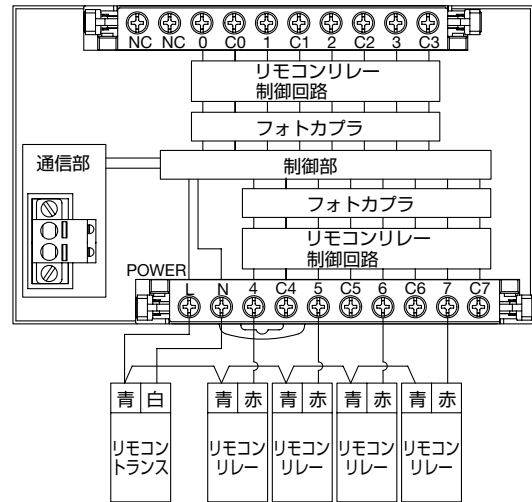 NC NC 0 C0 1 C1 2 C2 3 C3
リモコンリレー
制御回路
フォトカプラ
通信部
制御部
フォトカプラ
リモコンリレー
制御回路
POWER
L N 4 C4 5 C5 6 C6 7 C7
青 白 青 赤 青 赤 青 赤 青 赤
リモコン
トランス
リモコン
リレー
リモコン
リレー
リモコン
リレー
リモコン
リレー